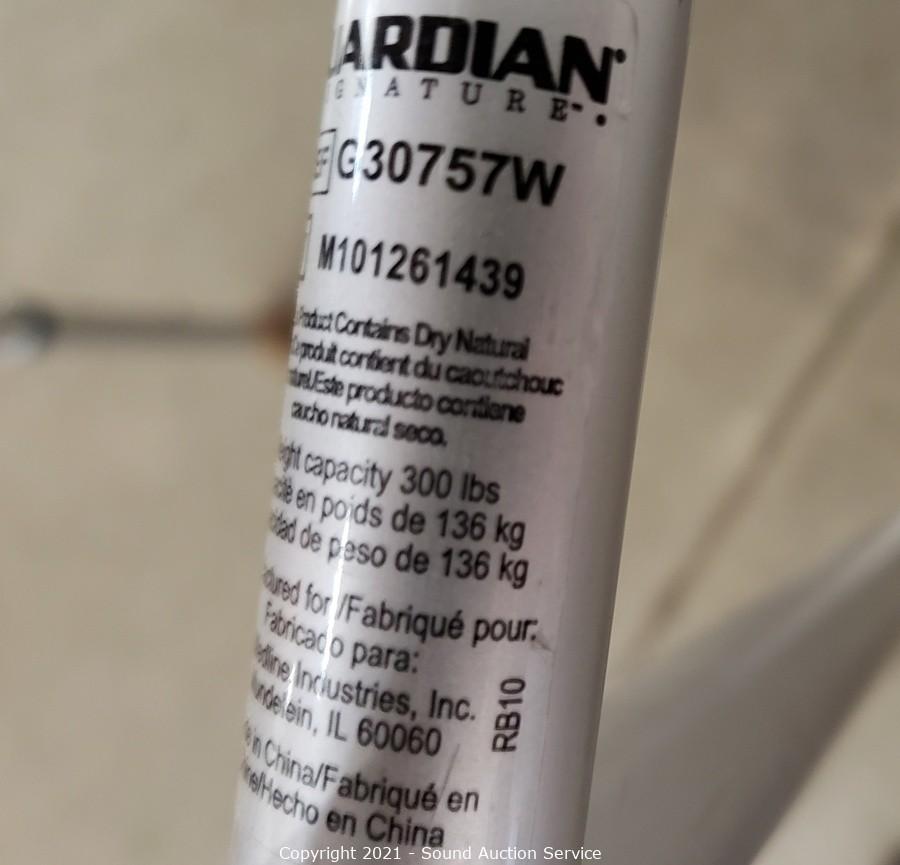 UARDIAN
GNATURE
EF G30757W
M101261439
Product Contains Dry Natural
produit contient du caoutchouc
Este producto contiene
caucho natural seco.
ight capacity 300 lbs
cité en poids de 136 kg
dad de peso de 136 kg
ctured for/Fabriqué pour:
Fabricado para:
edline Industries, Inc.
undelein, IL 60060
RB10
e in China/Fabriqué en
ine/Hecho en China
Copyright 2021 - Sound Auction Service